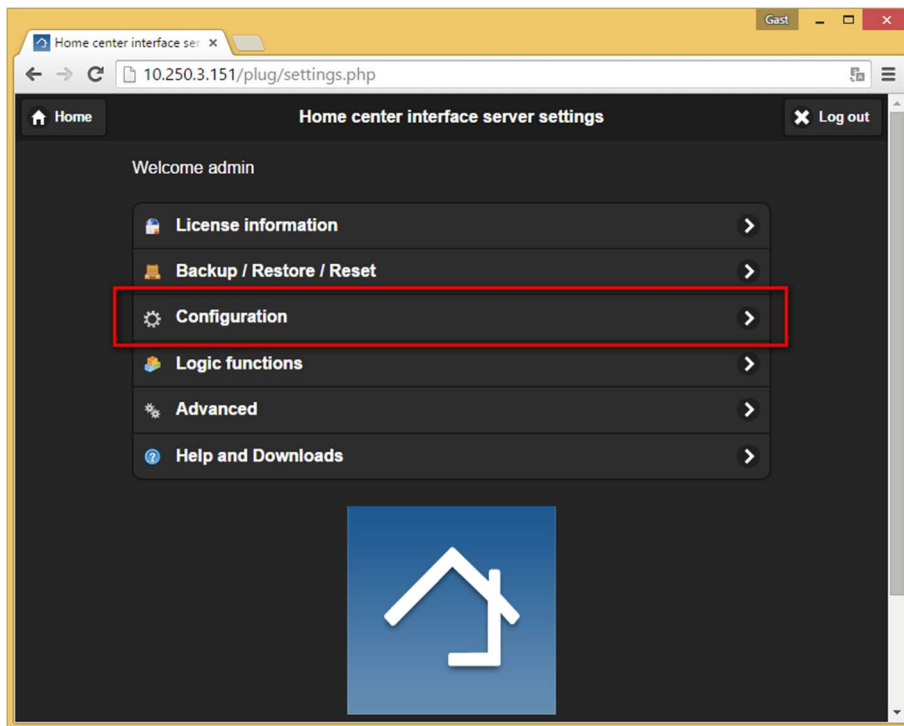 Gast
Home center interface ser
10.250.3.151/plug/settings.php
Home
Home center interface server settings
Log out
Welcome admin
License information
Backup / Restore / Reset
Configuration
Logic functions
Advanced
Help and Downloads